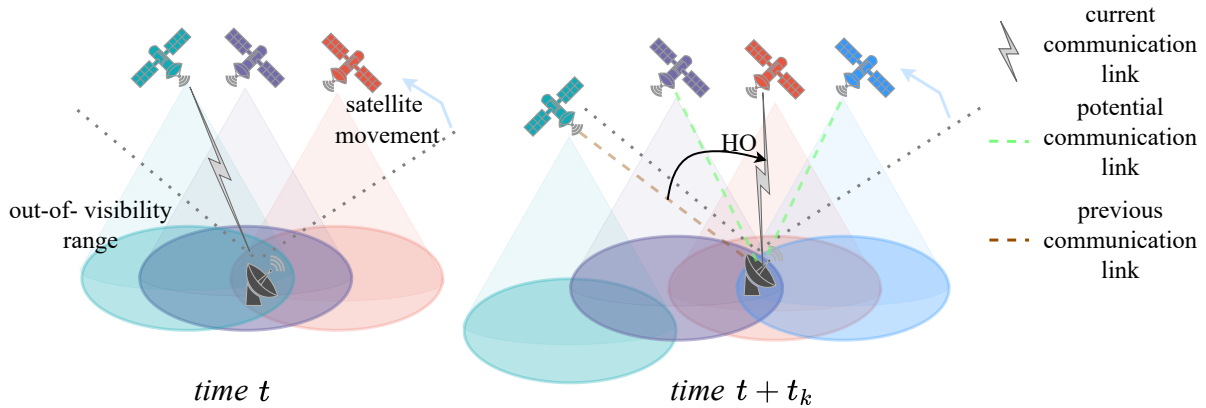 satellite
movement
out-of- visibility
range
time t
HO
time t + t_k
current
communication
link
potential
communication
link
previous
communication
link